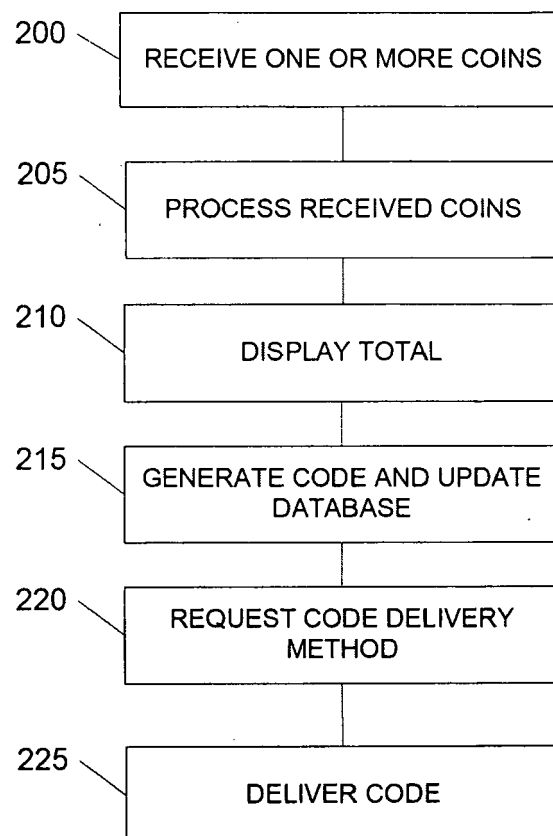 200
RECEIVE ONE OR MORE COINS
205
PROCESS RECEIVED COINS
210
DISPLAY TOTAL
215
GENERATE CODE AND UPDATE
DATABASE
220
REQUEST CODE DELIVERY
METHOD
225
DELIVER CODE